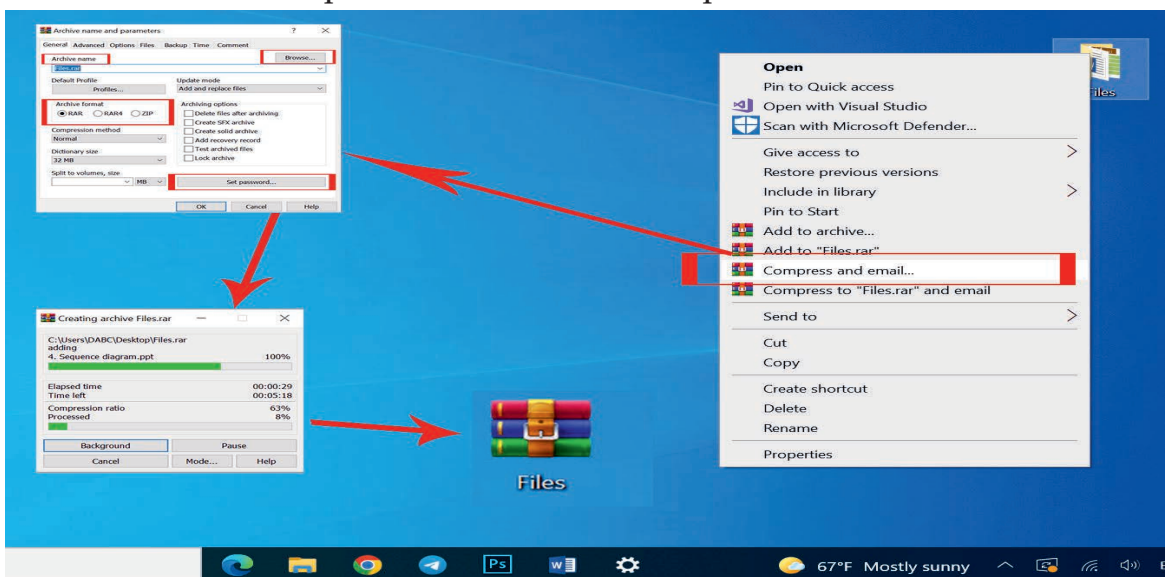 Archive name and parameters ? ×
General Advanced Options Files Backup Time Comment
Archive name
Browse...
Files.rar
Default Profile
Profiles...
Update mode
Add and replace files
Archive format
RAR RAR4 ZIP
Compression method
Normal
Dictionary size
32 MB
Split to volumes, size
MB
Archiving options
Delete files after archiving
Create SFX archive
Create solid archive
Add recovery record
Test archived files
Lock archive
Set password...
OK Cancel Help
Creating archive Files.rar
C:\Users\DABC\Desktop\Files.rar
adding
4. Sequence diagram.ppt 100%
Elapsed time 00:00:29
Time left 00:05:18
Compression ratio 63%
Processed 8%
Background Pause
Cancel Mode... Help
Files
Files
Open
Pin to Quick access
Open with Visual Studio
Scan with Microsoft Defender...
Give access to
Restore previous versions
Include in library
Pin to Start
Add to archive...
Add to "Files.rar"
Compress and email...
Compress to "Files.rar" and email
Send to
Cut
Copy
Create shortcut
Delete
Rename
Properties
Ps
67°F Mostly sunny